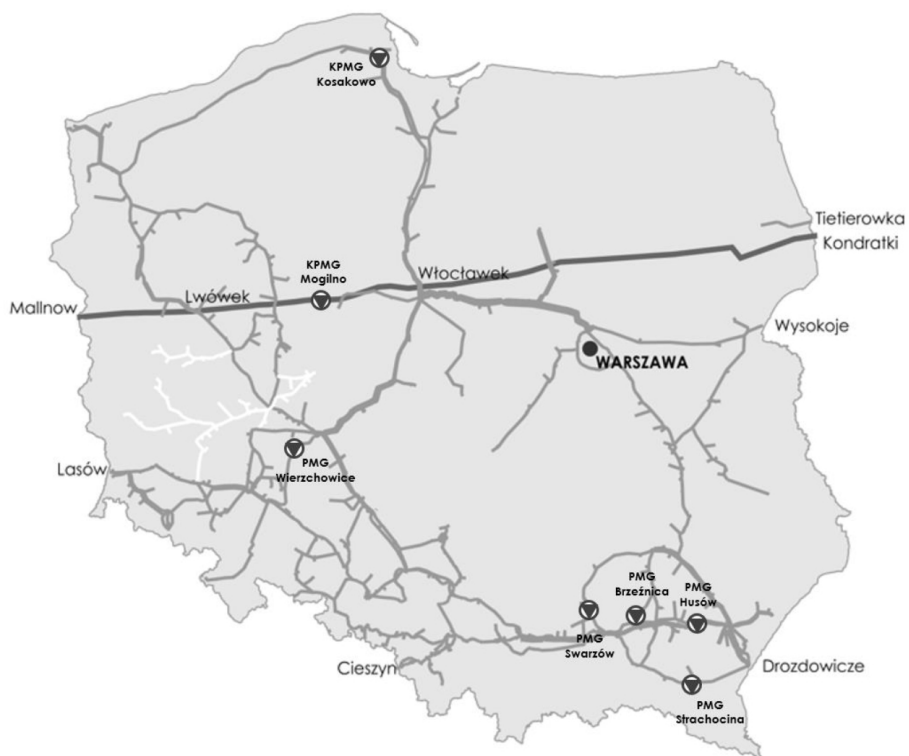 KPMG
Kosakowo
Tietierowka
Kondratki
KPMG
Mogilno
Włocławek
Lwówek
Mallnow
Wysokoje
WARSZAWA
PMG
Wierzchowice
Lasów
PMG
Brzeźnica
PMG
Husów
PMG
Swarzów
Cieszyn
Drozdowicze
PMG
Strachocina